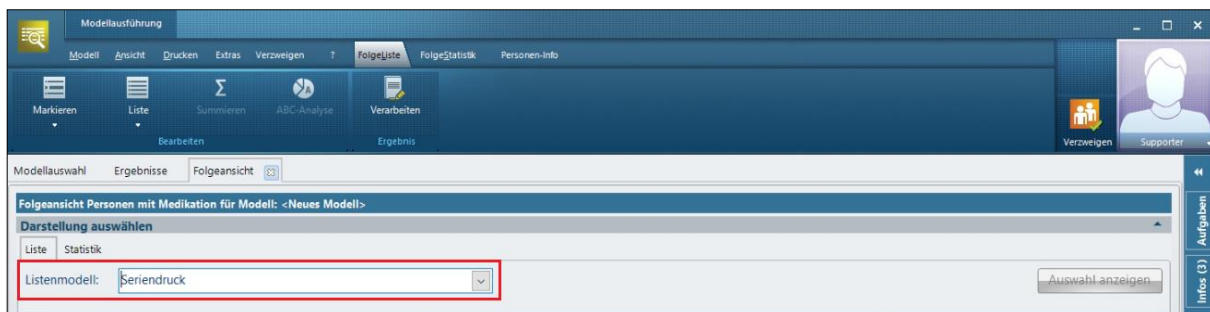 Modellausführung
Modell Ansicht Drucken Extras Verzweigen ? FolgeListe FolgeStatistik Personen-Info
Markieren Liste Summieren ABC-Analyse Verarbeiten
Bearbeiten Ergebnis
Verzweigen Supporter
Modellauswahl Ergebnisse Folgeansicht
Folgeansicht Personen mit Medikation für Modell: <Neues Modell>
Darstellung auswählen
Liste Statistik
Listenmodell: Seriendruck Auswahl anzeigen
Aufgaben
Infos (3)